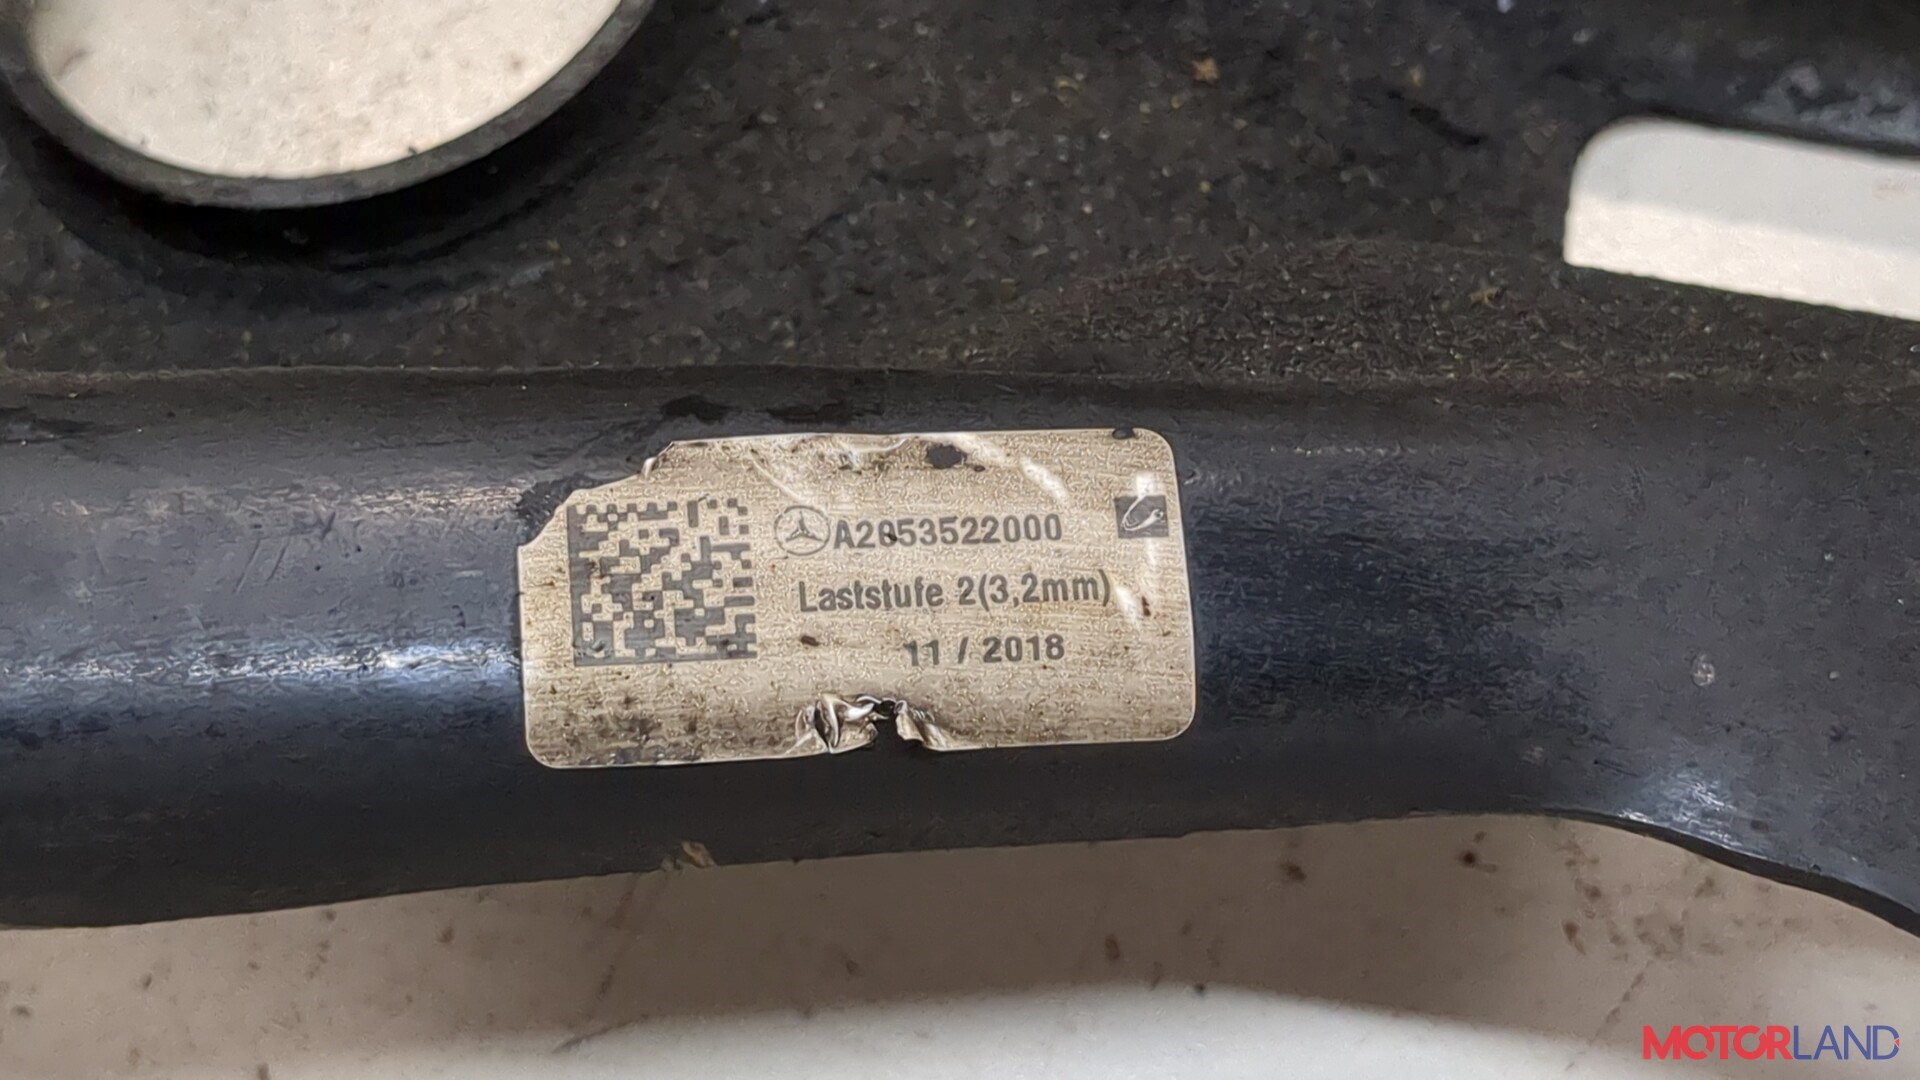 A2053522000
Laststufe 2(3,2mm)
11 / 2018
MOTORLAND